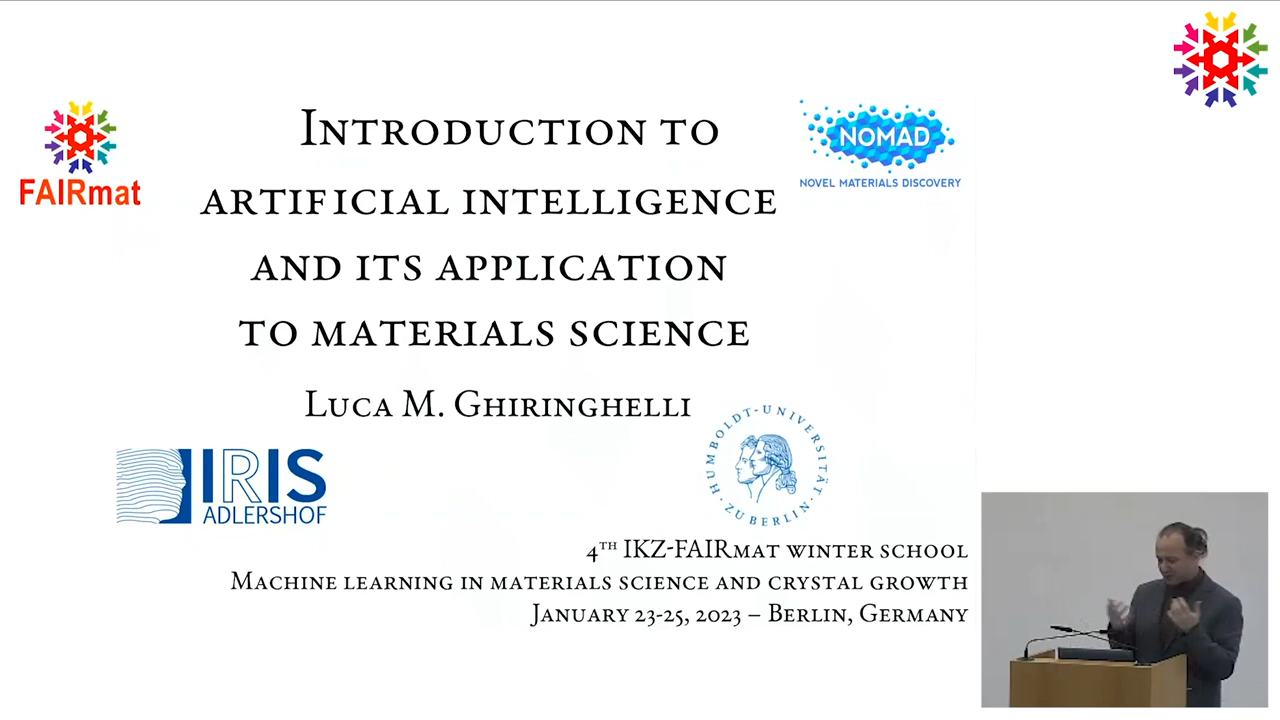 INTRODUCTION TO
ARTIFICIAL INTELLIGENCE
AND ITS APPLICATION
TO MATERIALS SCIENCE
LUCA M. GHIRINGHELLI
FAIRmat
NOMAD
NOVEL MATERIALS DISCOVERY
IRIS
ADLERSHOF
HUMBOLDT-UNIVERSITÄT
ZU BERLIN
4TH IKZ-FAIRMAT WINTER SCHOOL
MACHINE LEARNING IN MATERIALS SCIENCE AND CRYSTAL GROWTH
JANUARY 23-25, 2023 – BERLIN, GERMANY